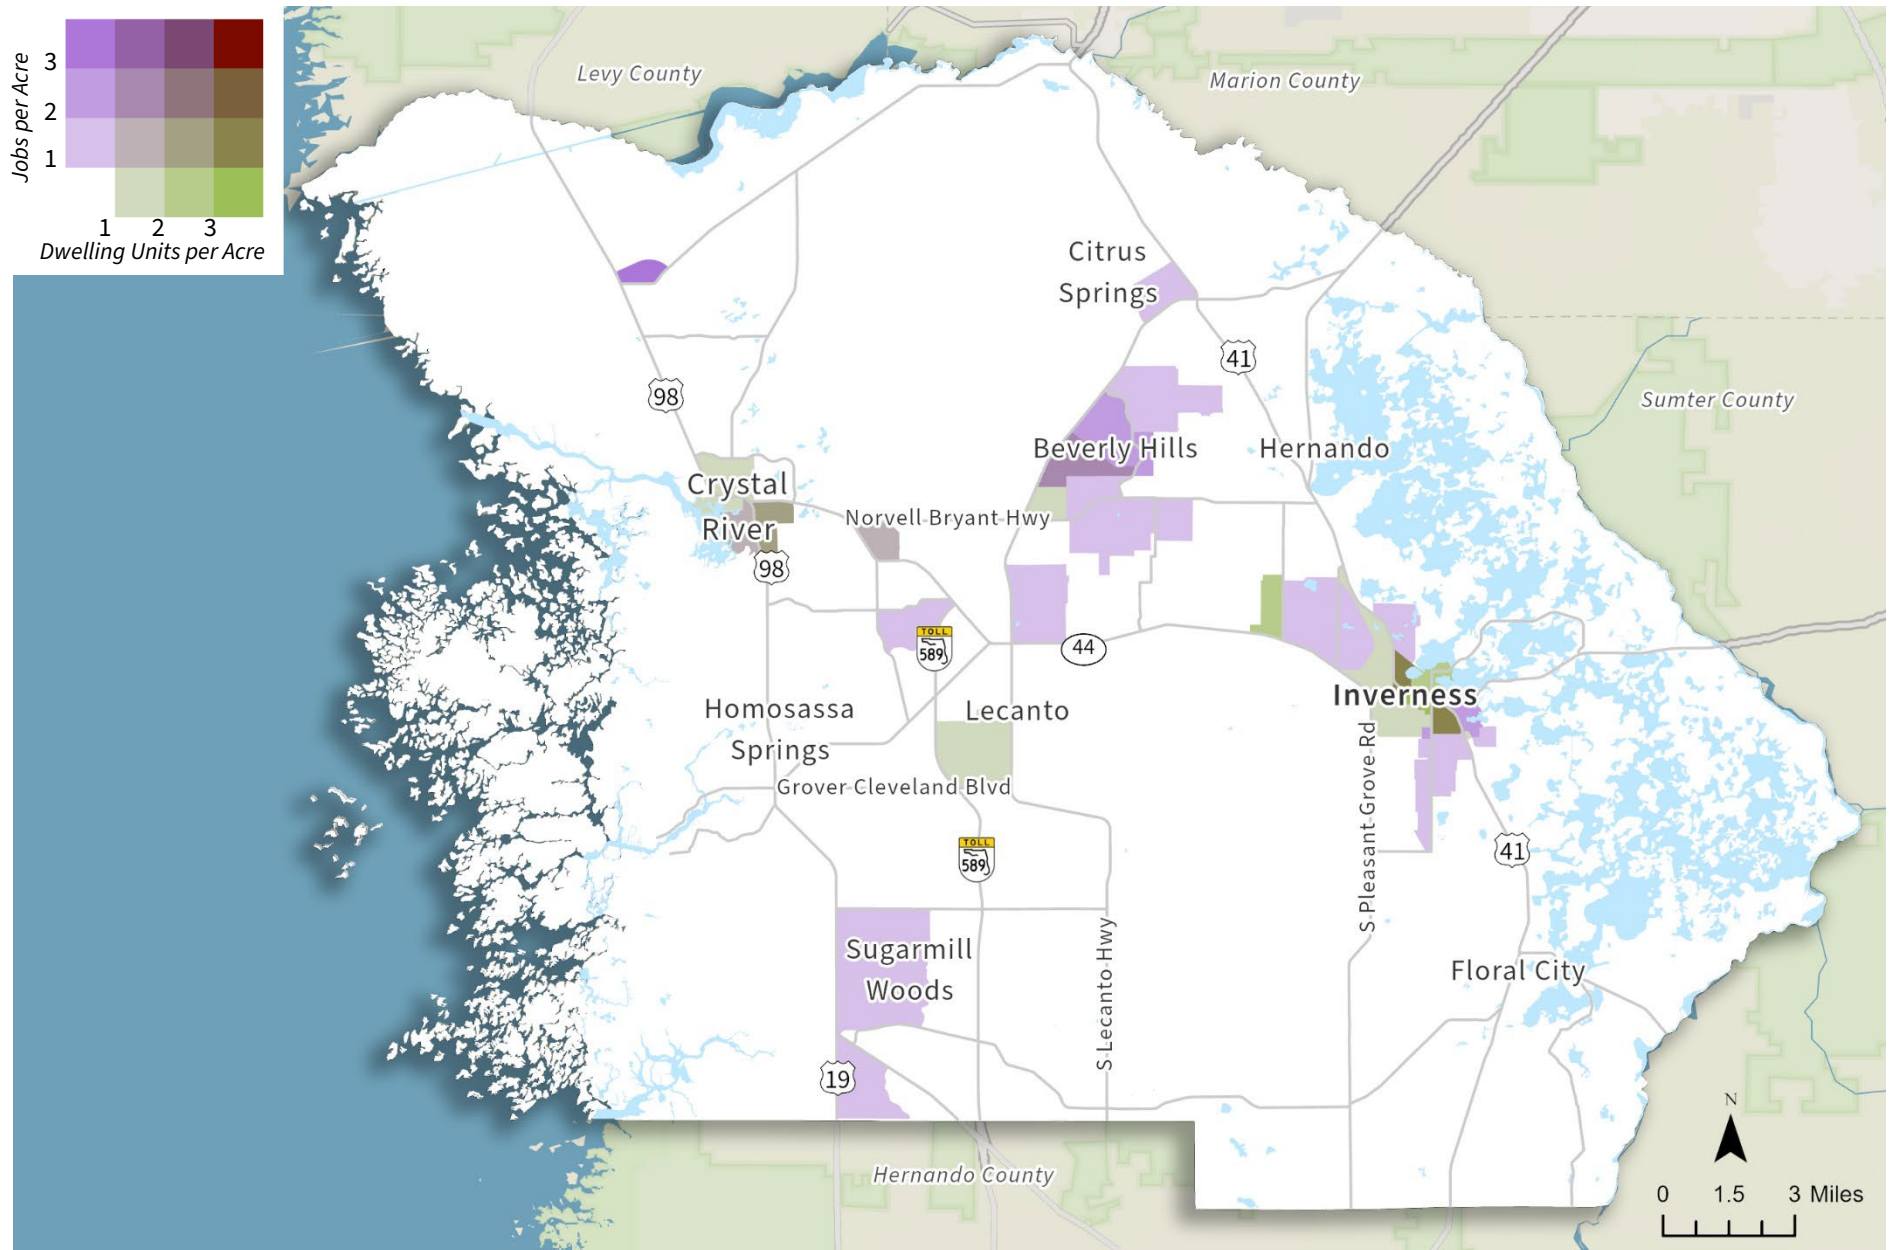 Jobs per Acre
3
2
1
1 2 3
Dwelling Units per Acre
Levy County
Marion County
Sumter County
Hernando County
Citrus
Springs
41
98
Beverly Hills
Hernando
Crystal
River
Norvell Bryant Hwy
98
TOLL
589
44
Inverness
Homosassa
Springs
Lecanto
Grover Cleveland Blvd
S Pleasant Grove Rd
TOLL
589
41
Sugarmill
Woods
S Lecanto Hwy
Floral City
19
N
0 1.5 3 Miles